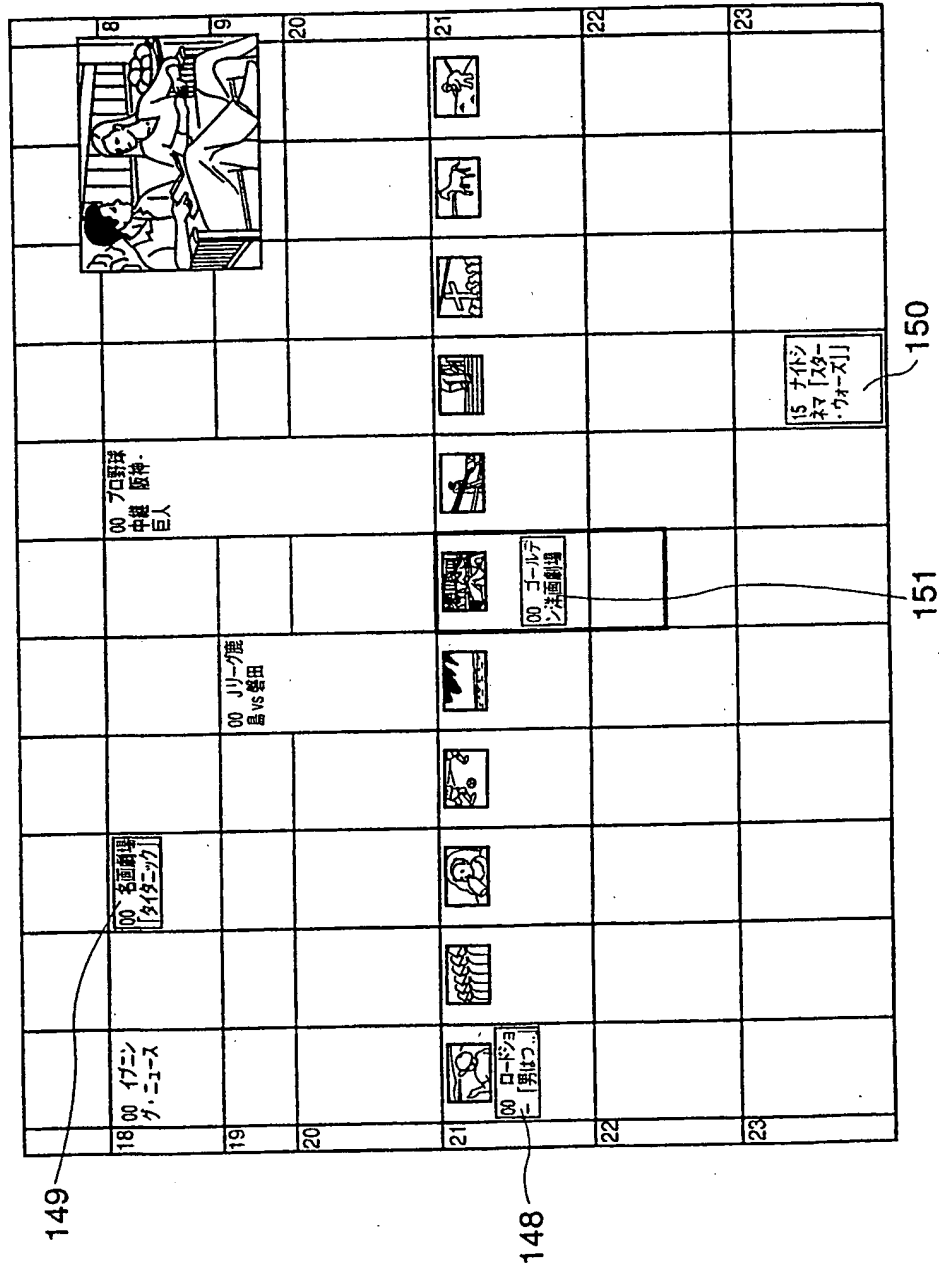 149
18
00 イブニン
グ・ニュース
00 名画劇場
「タイタニック」
00 プロ野球
中継 阪神・
巨人
8
19
00 Jリーグ鹿
島 vs 磐田
9
20
20
21
21
00 ロードショ
ー「男はつ...」
00 ゴールデ
ン洋画劇場
148
22
22
23
23
15 ナイトシ
ネマ「スター
・ウォーズ」
151
150